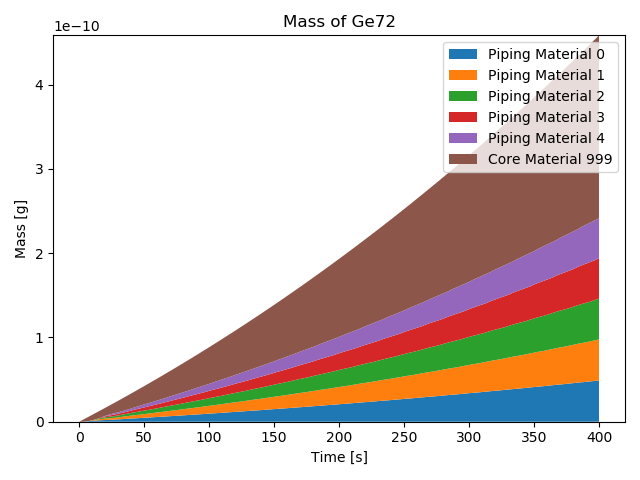 Mass of Ge72
1e−10
Piping Material 0
Piping Material 1
Piping Material 2
Piping Material 3
Piping Material 4
Core Material 999
4
3
2
1
0
Mass [g]
0 50 100 150 200 250 300 350 400
Time [s]